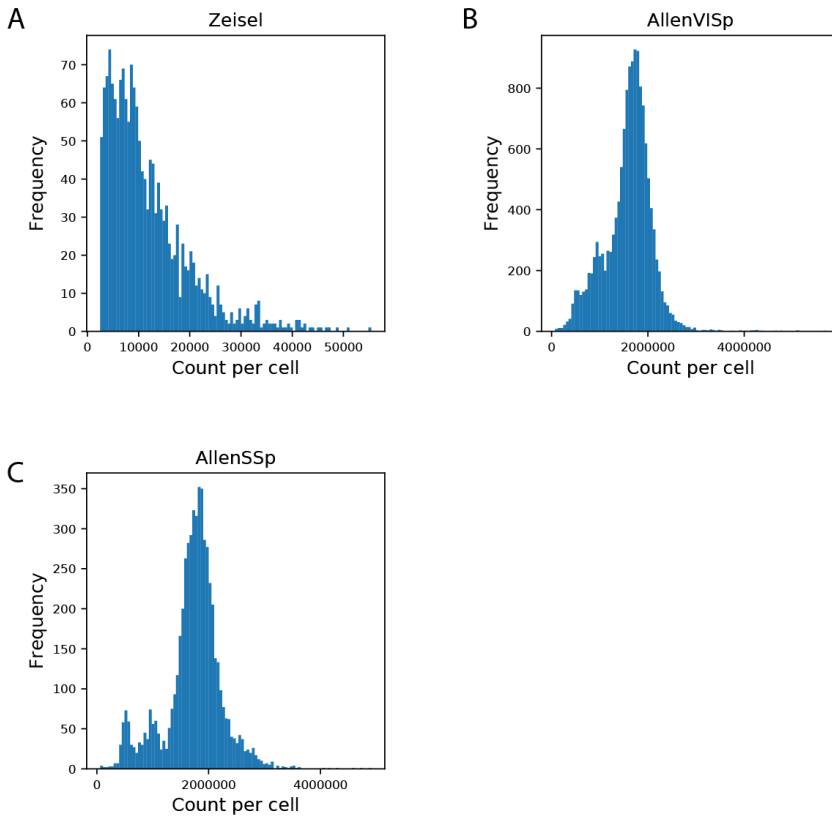 A
Zeisel
70
60
50
40
30
20
10
0
Frequency
0 10000 20000 30000 40000 50000
Count per cell
B
AllenVISp
800
600
400
200
0
Frequency
0 2000000 4000000
Count per cell
C
AllenSSp
350
300
250
200
150
100
50
0
Frequency
0 2000000 4000000
Count per cell